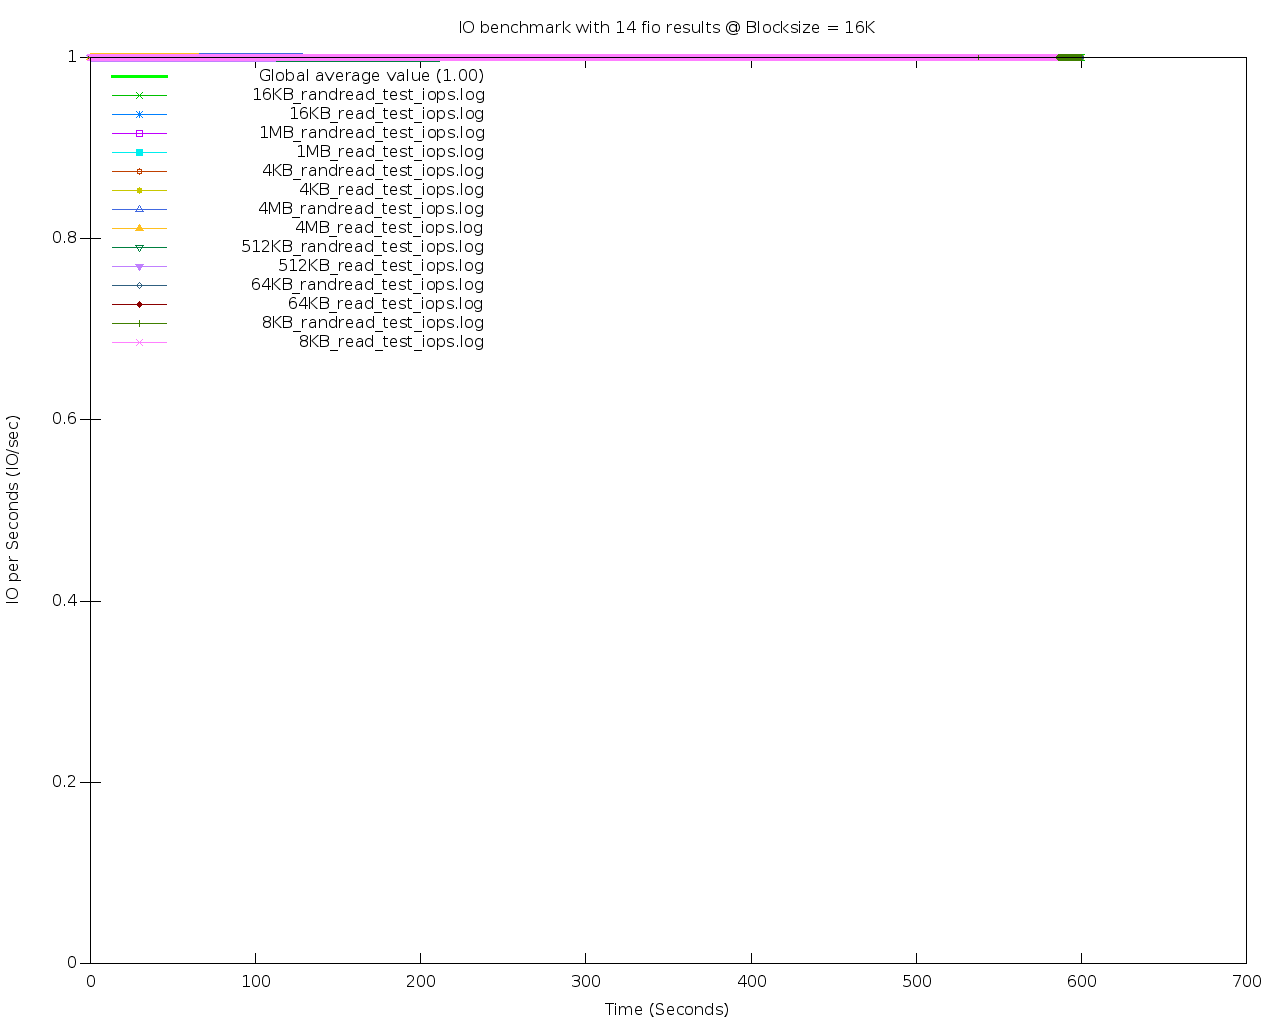 IO benchmark with 14 fio results @ Blocksize = 16K
1
Global average value (1.00)
16KB_randread_test_iops.log
16KB_read_test_iops.log
1MB_randread_test_iops.log
1MB_read_test_iops.log
4KB_randread_test_iops.log
4KB_read_test_iops.log
4MB_randread_test_iops.log
4MB_read_test_iops.log
512KB_randread_test_iops.log
512KB_read_test_iops.log
64KB_randread_test_iops.log
64KB_read_test_iops.log
8KB_randread_test_iops.log
8KB_read_test_iops.log
0.8
0.6
0.4
0.2
0
IO per Seconds (IO/sec)
0 100 200 300 400 500 600 700
Time (Seconds)